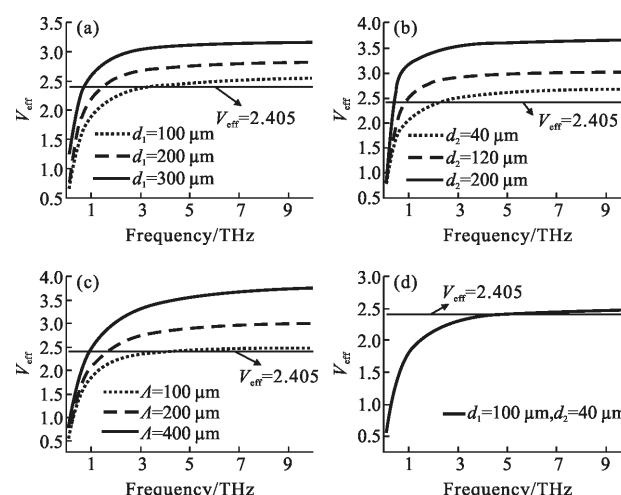 (a)
3.5
3.0
2.5
2.0
1.5
1.0
0.5
V_eff
V_eff=2.405
d₁=100 μm
d₁=200 μm
d₁=300 μm
1 3 5 7 9
Frequency/THz
(b)
4.0
3.5
3.0
2.5
2.0
1.5
1.0
0.5
V_eff
V_eff=2.405
d₂=40 μm
d₂=120 μm
d₂=200 μm
1 3 5 7 9
Frequency/THz
(c)
4.0
3.5
3.0
2.5
2.0
1.5
1.0
0.5
V_eff
V_eff=2.405
Λ=100 μm
Λ=200 μm
Λ=400 μm
1 3 5 7 9
Frequency/THz
(d)
3.0
2.5
2.0
1.5
1.0
0.5
V_eff
V_eff=2.405
d₁=100 μm,d₂=40 μm
1 3 5 7 9
Frequency/THz